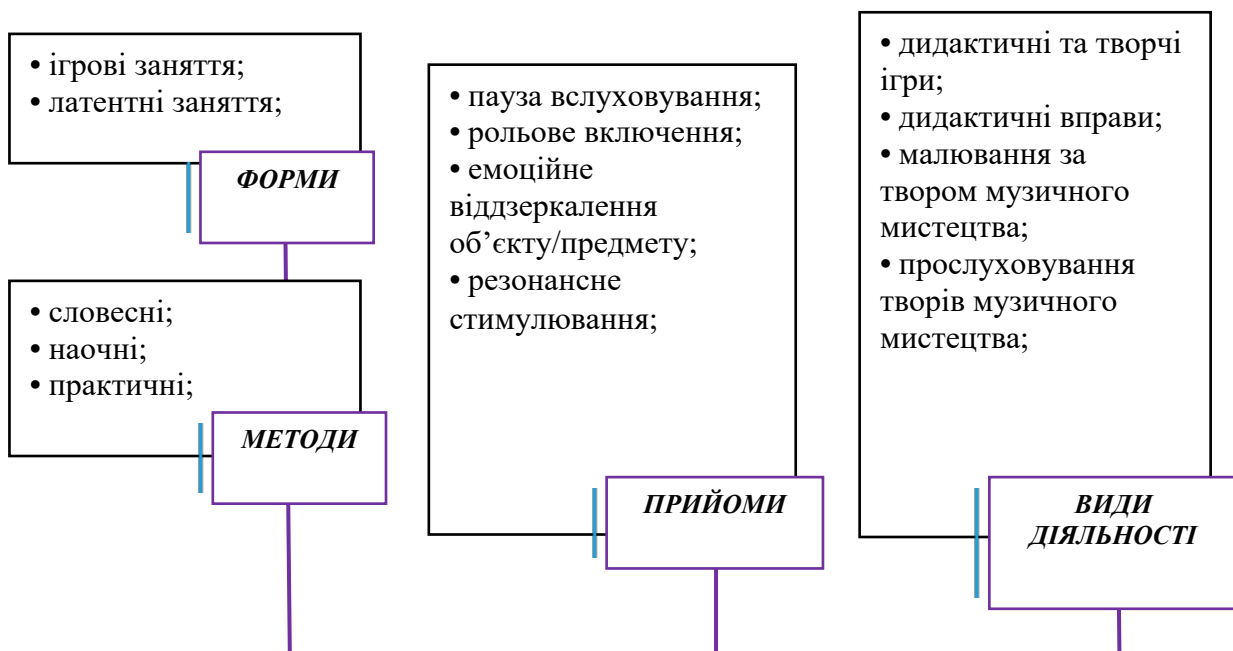 • ігрові заняття;
• латентні заняття;
ФОРМИ
• словесні;
• наочні;
• практичні;
МЕТОДИ
• пауза вслуховування;
• рольове включення;
• емоційне
віддзеркалення
об’єкту/предмету;
• резонансне
стимулювання;
ПРИЙОМИ
• дидактичні та творчі
ігри;
• дидактичні вправи;
• малювання за
твором музичного
мистецтва;
• прослуховування
творів музичного
мистецтва;
ВИДИ
ДІЯЛЬНОСТІ